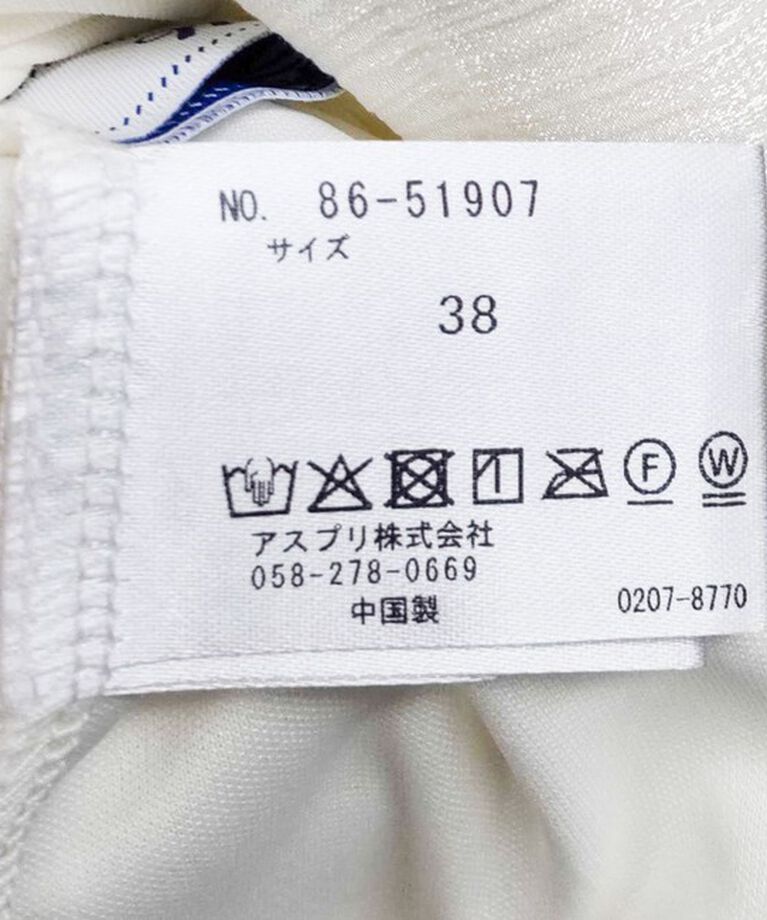 NO. 86-51907
サイズ
38
F W
アスプリ株式会社
058-278-0669
中国製
0207-8770